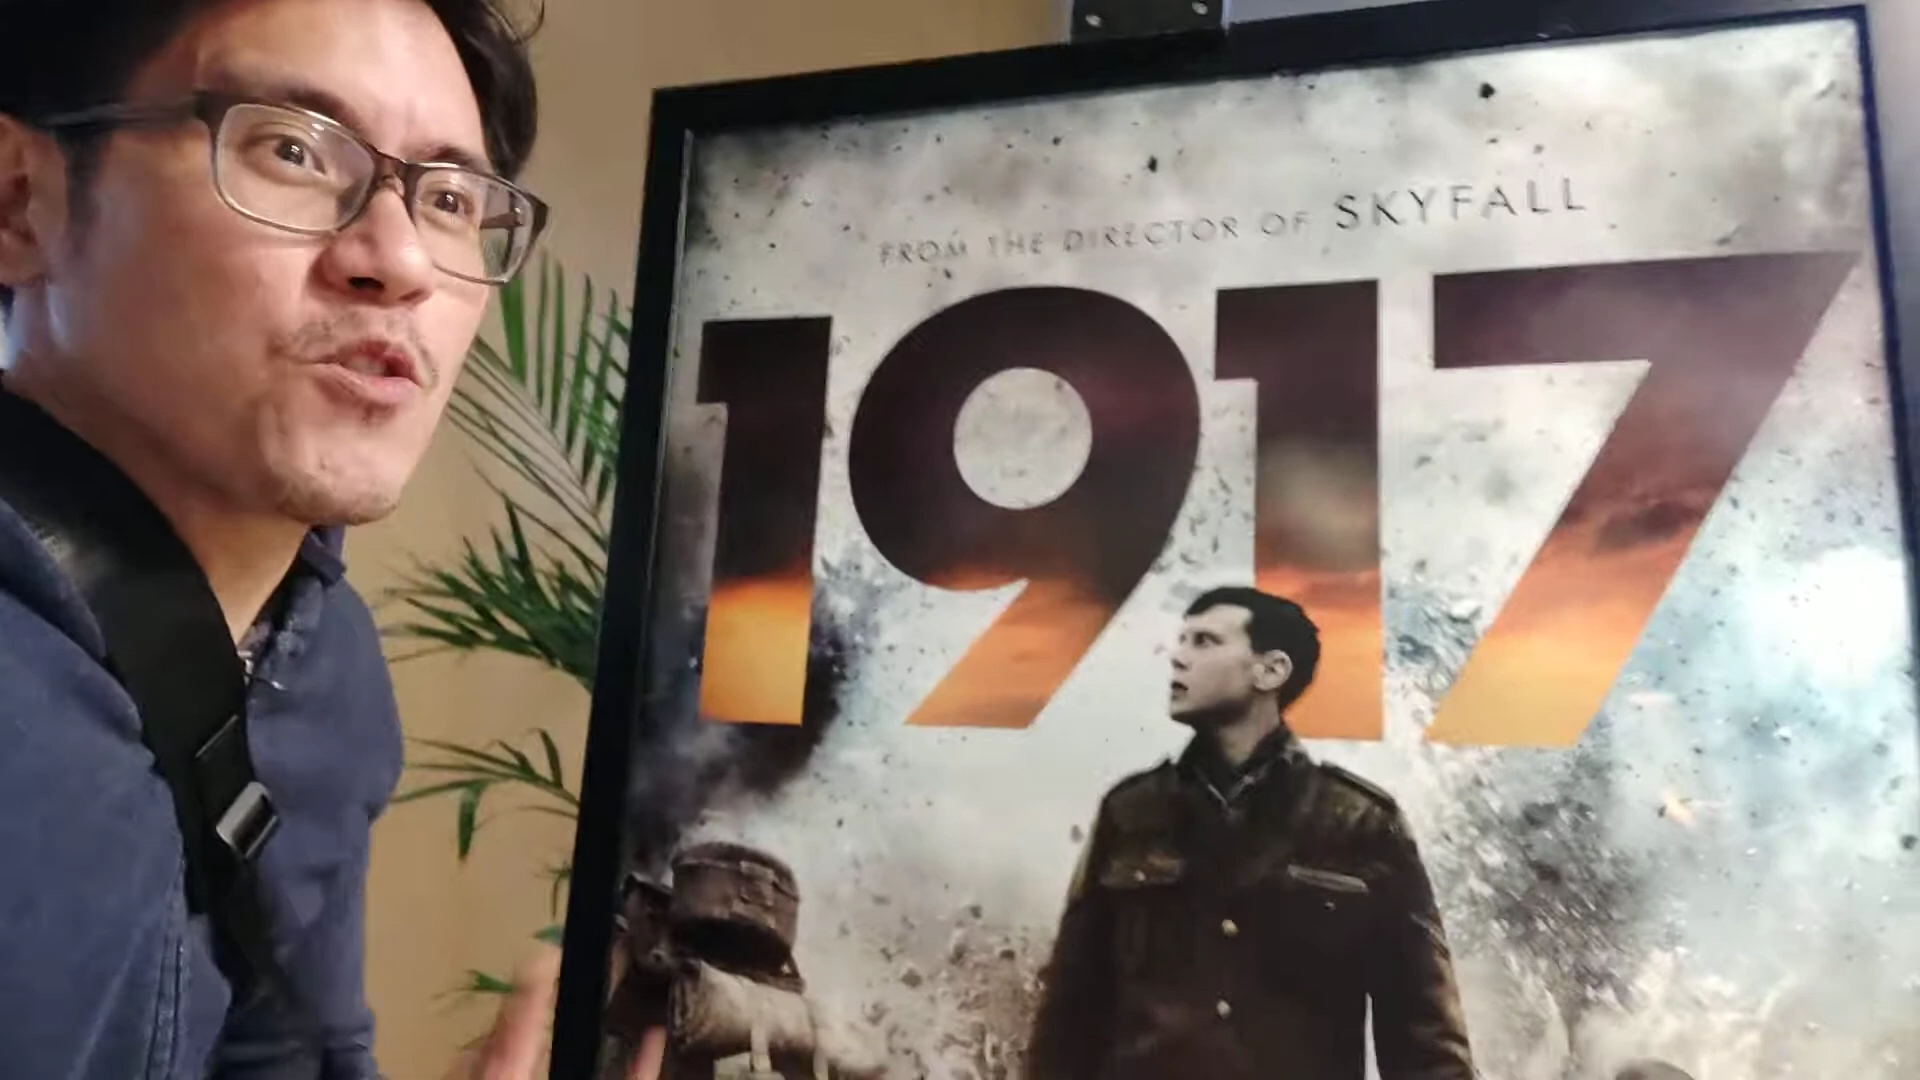 FROM THE DIRECTOR OF SKYFALL
1917